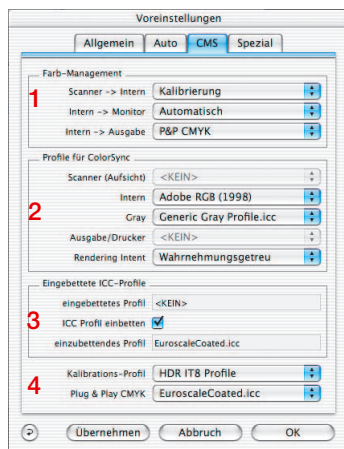 Voreinstellungen
Allgemein Auto CMS Spezial
Farb-Management
1
Scanner -> Intern Kalibrierung
Intern -> Monitor Automatisch
Intern -> Ausgabe P&P CMYK
Profile für ColorSync
Scanner (Aufsicht) <KEIN>
2
Intern Adobe RGB (1998)
Gray Generic Gray Profile.icc
Ausgabe/Drucker <KEIN>
Rendering Intent Wahrnehmungsgetreu
Eingebettete ICC-Profile
eingebettetes Profil <KEIN>
3
ICC Profil einbetten
einzubettendes Profil EuroscaleCoated.icc
4
Kalibrations-Profil HDR IT8 Profile
Plug & Play CMYK EuroscaleCoated.icc
Übernehmen Abbruch OK